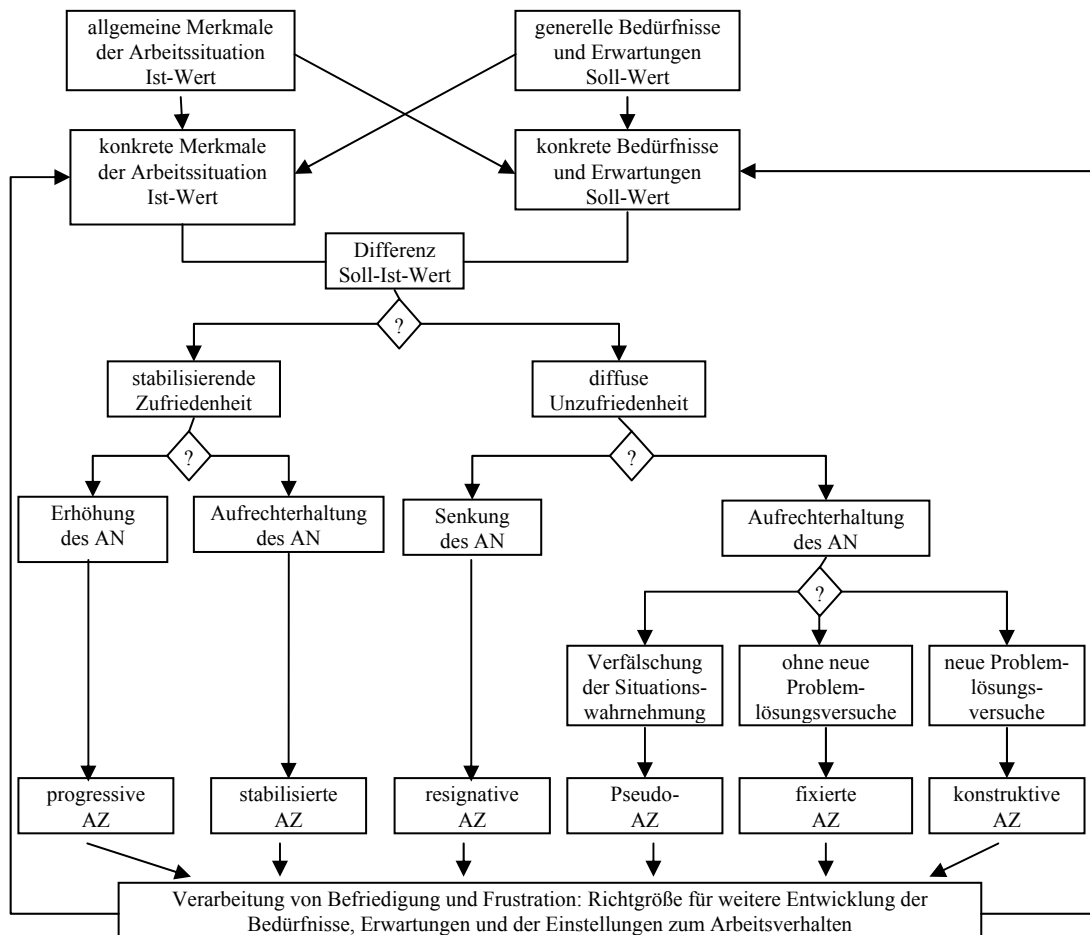 allgemeine Merkmale
der Arbeitssituation
Ist-Wert
generelle Bedürfnisse
und Erwartungen
Soll-Wert
konkrete Merkmale
der Arbeitssituation
Ist-Wert
konkrete Bedürfnisse
und Erwartungen
Soll-Wert
Differenz
Soll-Ist-Wert
?
stabilisierende
Zufriedenheit
diffuse
Unzufriedenheit
?
?
Erhöhung
des AN
Aufrechterhaltung
des AN
Senkung
des AN
Aufrechterhaltung
des AN
?
Verfälschung
der Situations-
wahrnehmung
ohne neue
Problem-
lösungsversuche
neue Problem-
lösungs-
versuche
progressive
AZ
stabilisierte
AZ
resignative
AZ
Pseudo-
AZ
fixierte
AZ
konstruktive
AZ
Verarbeitung von Befriedigung und Frustration: Richtgröße für weitere Entwicklung der
Bedürfnisse, Erwartungen und der Einstellungen zum Arbeitsverhalten